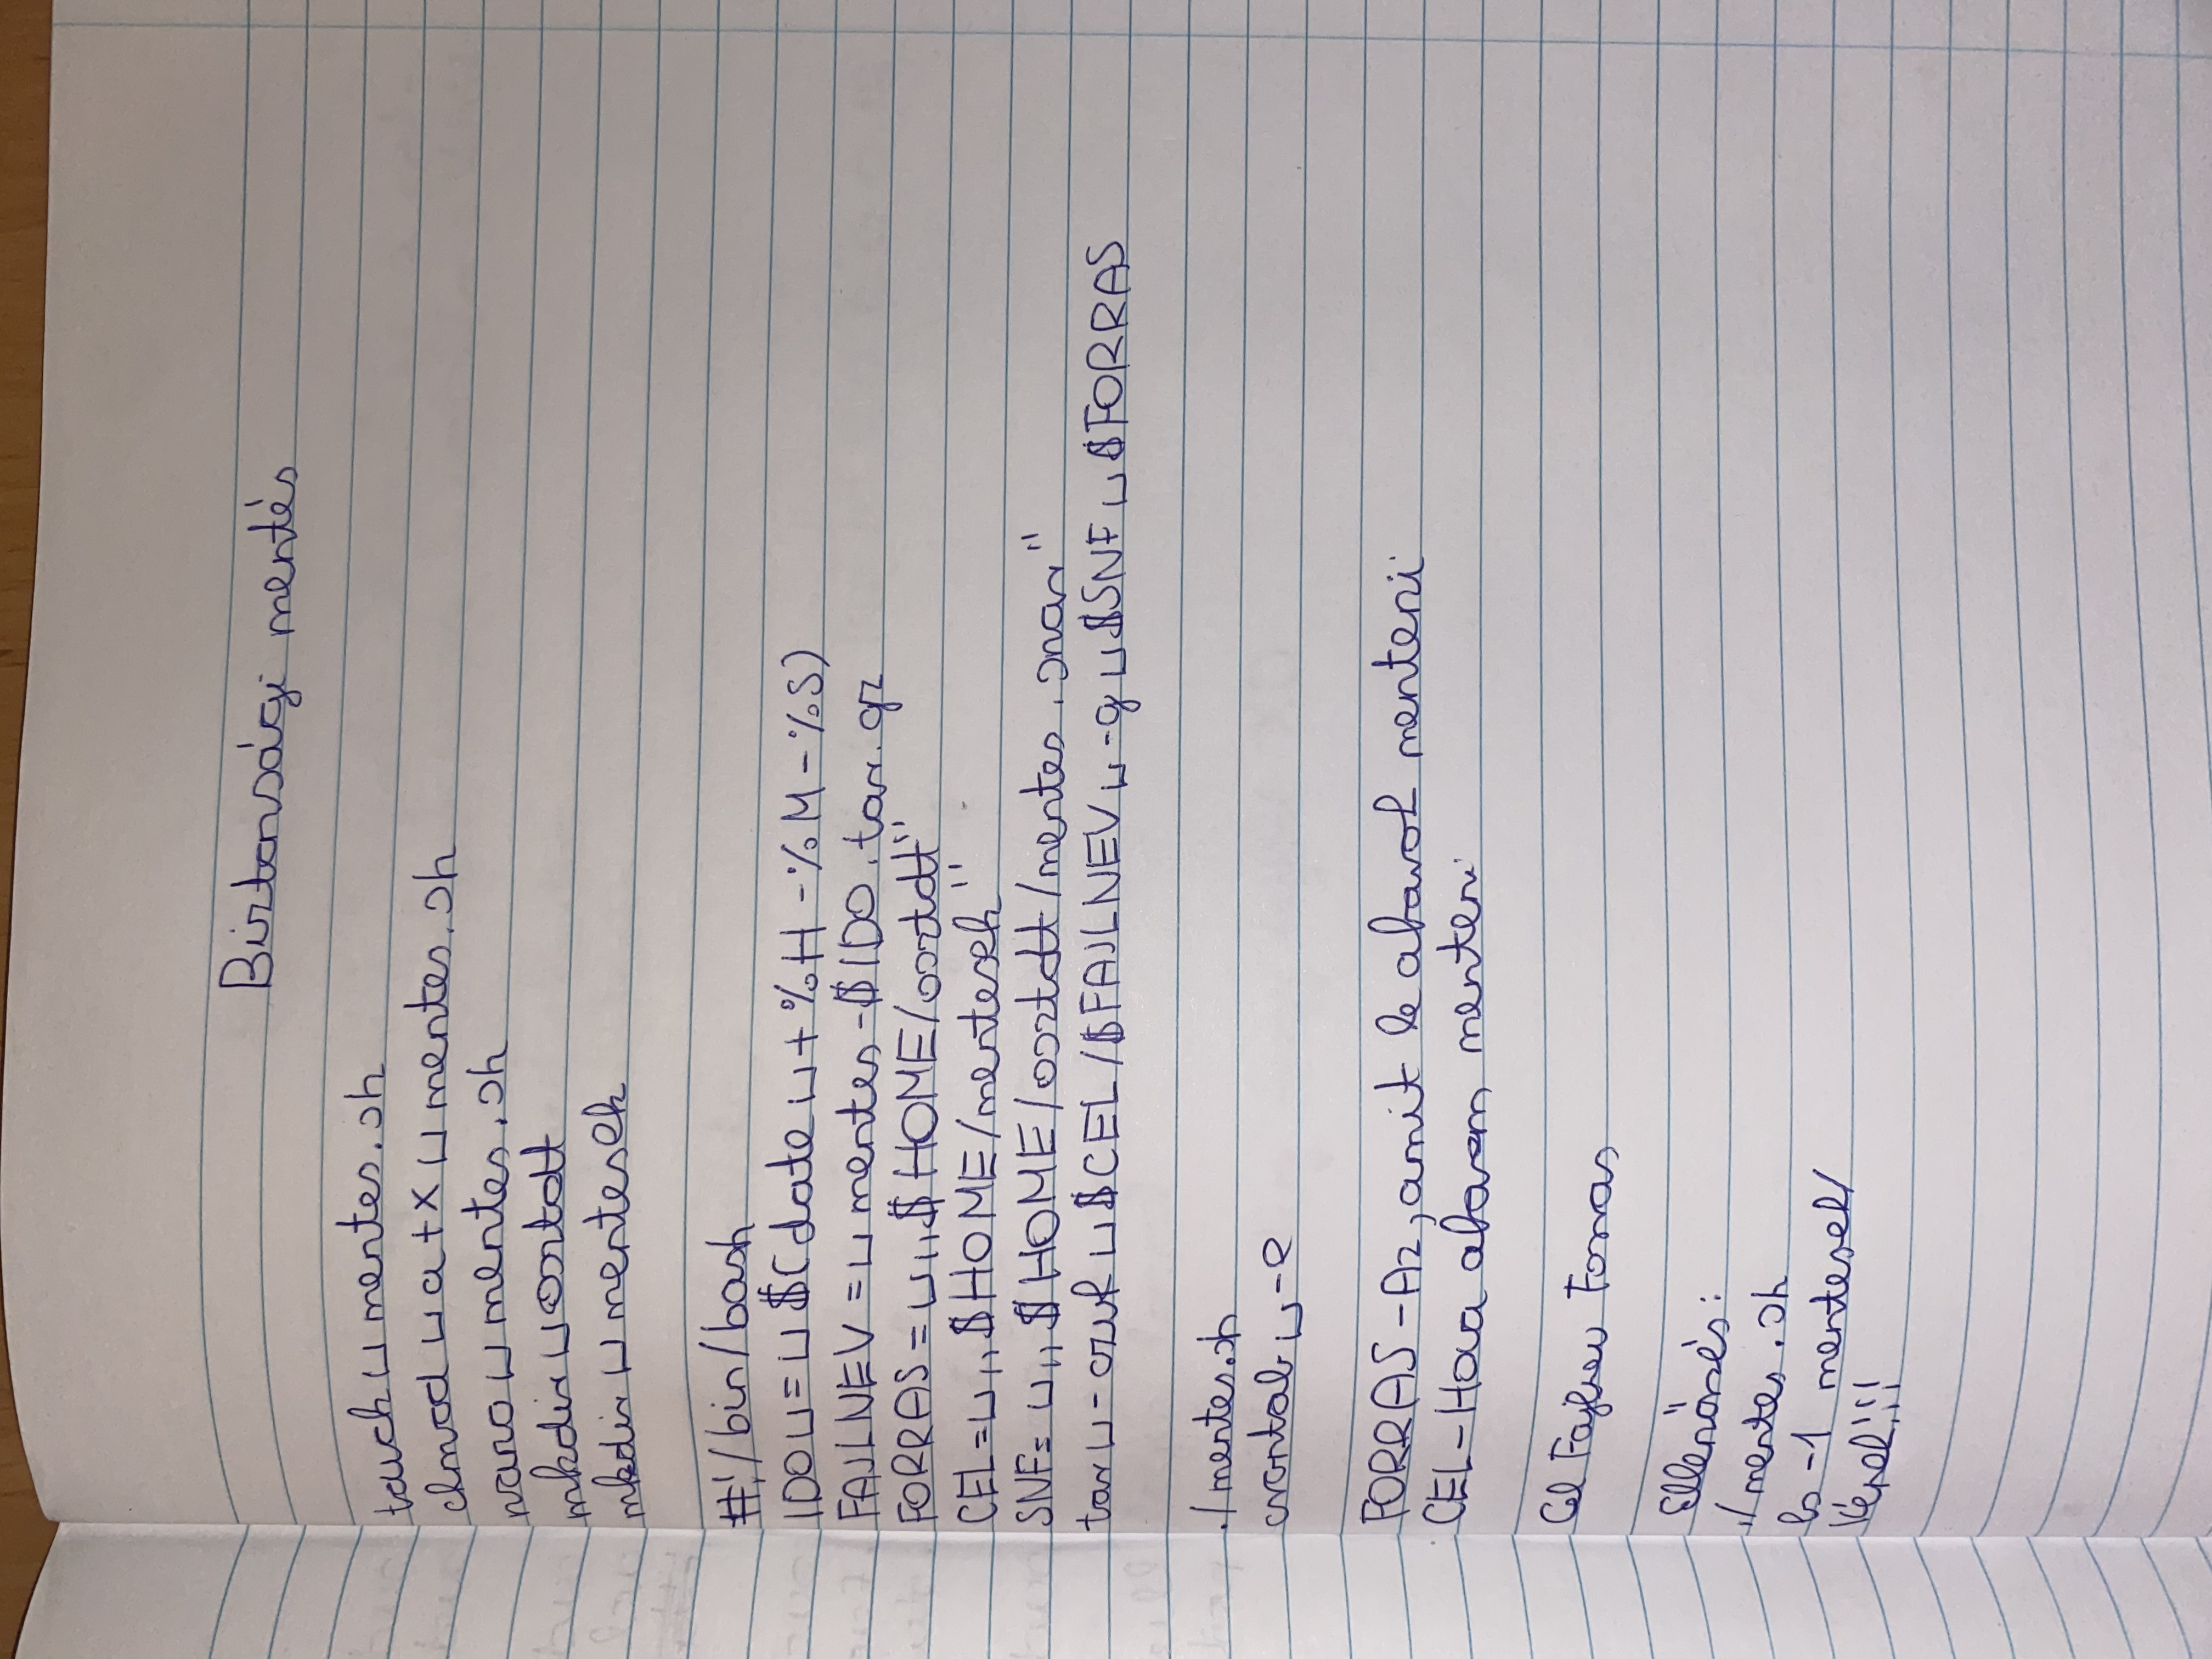 Biztonsági mentés
touch ␣ mentes.sh
chmod ␣ a+x ␣ mentes.sh
nano ␣ mentes.sh
mkdir ␣ osztott
mkdir ␣ mentesek
#!/bin/bash
IDO ␣ = ␣ $(date ␣ +%H-%M-%S)
FAJLNEV = ␣ mentes-$IDO.tar.gz
FORRAS = ␣ „$HOME/osztott”
CEL= ␣ „$HOME/mentesek”
SNF= ␣ „$HOME/osztott/mentes.snar”
tar ␣ -czvf ␣ $CEL/$FAJLNEV ␣ -g ␣ $SNF ␣ $FORRAS
./mentes.sh
crontab ␣ -e
FORRAS-Az, amit le akarok menteni
CEL-Hova akarom menteni
Cel Fajlnev Forras
Ellenőrzés:
./mentes.sh
ls -1 mentesek/
!!!